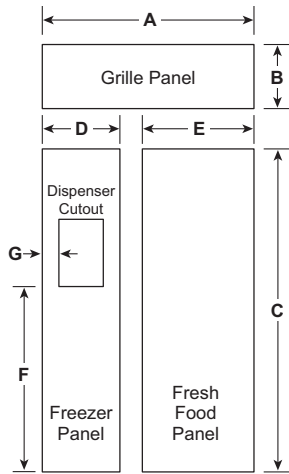 A
Grille Panel
B
D
E
Dispenser
Cutout
G
C
F
Freezer
Panel
Fresh
Food
Panel